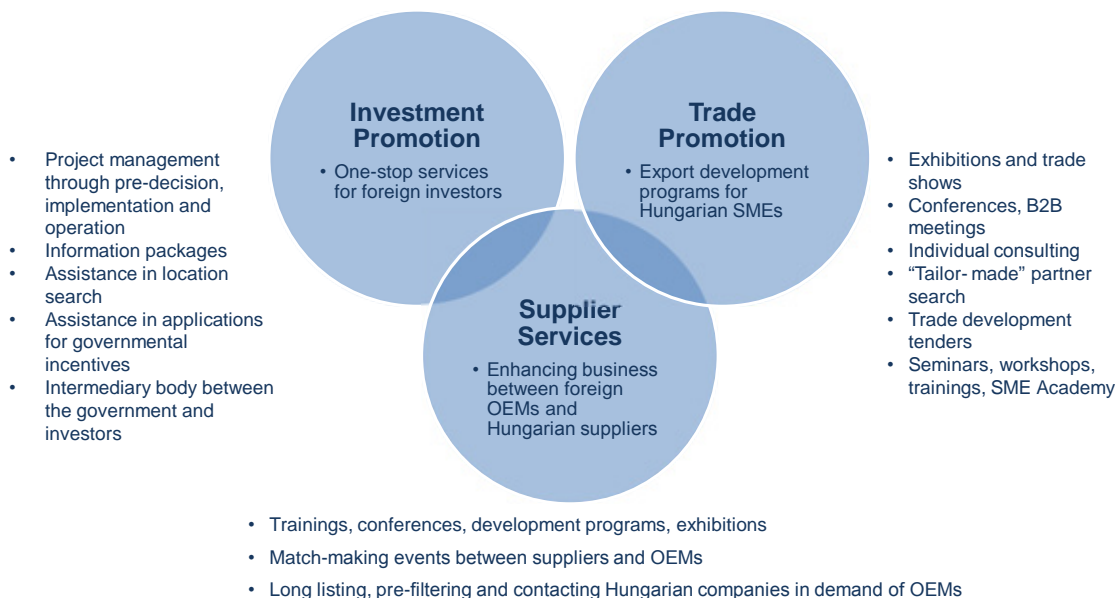 Investment
Promotion
• One-stop services
for foreign investors
Trade
Promotion
• Export development
programs for
Hungarian SMEs
Supplier
Services
• Enhancing business
between foreign
OEMs and
Hungarian suppliers
• Project management
through pre-decision,
implementation and
operation
• Information packages
• Assistance in location
search
• Assistance in applications
for governmental
incentives
• Intermediary body between
the government and
investors
• Exhibitions and trade
shows
• Conferences, B2B
meetings
• Individual consulting
• “Tailor- made” partner
search
• Trade development
tenders
• Seminars, workshops,
trainings, SME Academy
• Trainings, conferences, development programs, exhibitions
• Match-making events between suppliers and OEMs
• Long listing, pre-filtering and contacting Hungarian companies in demand of OEMs